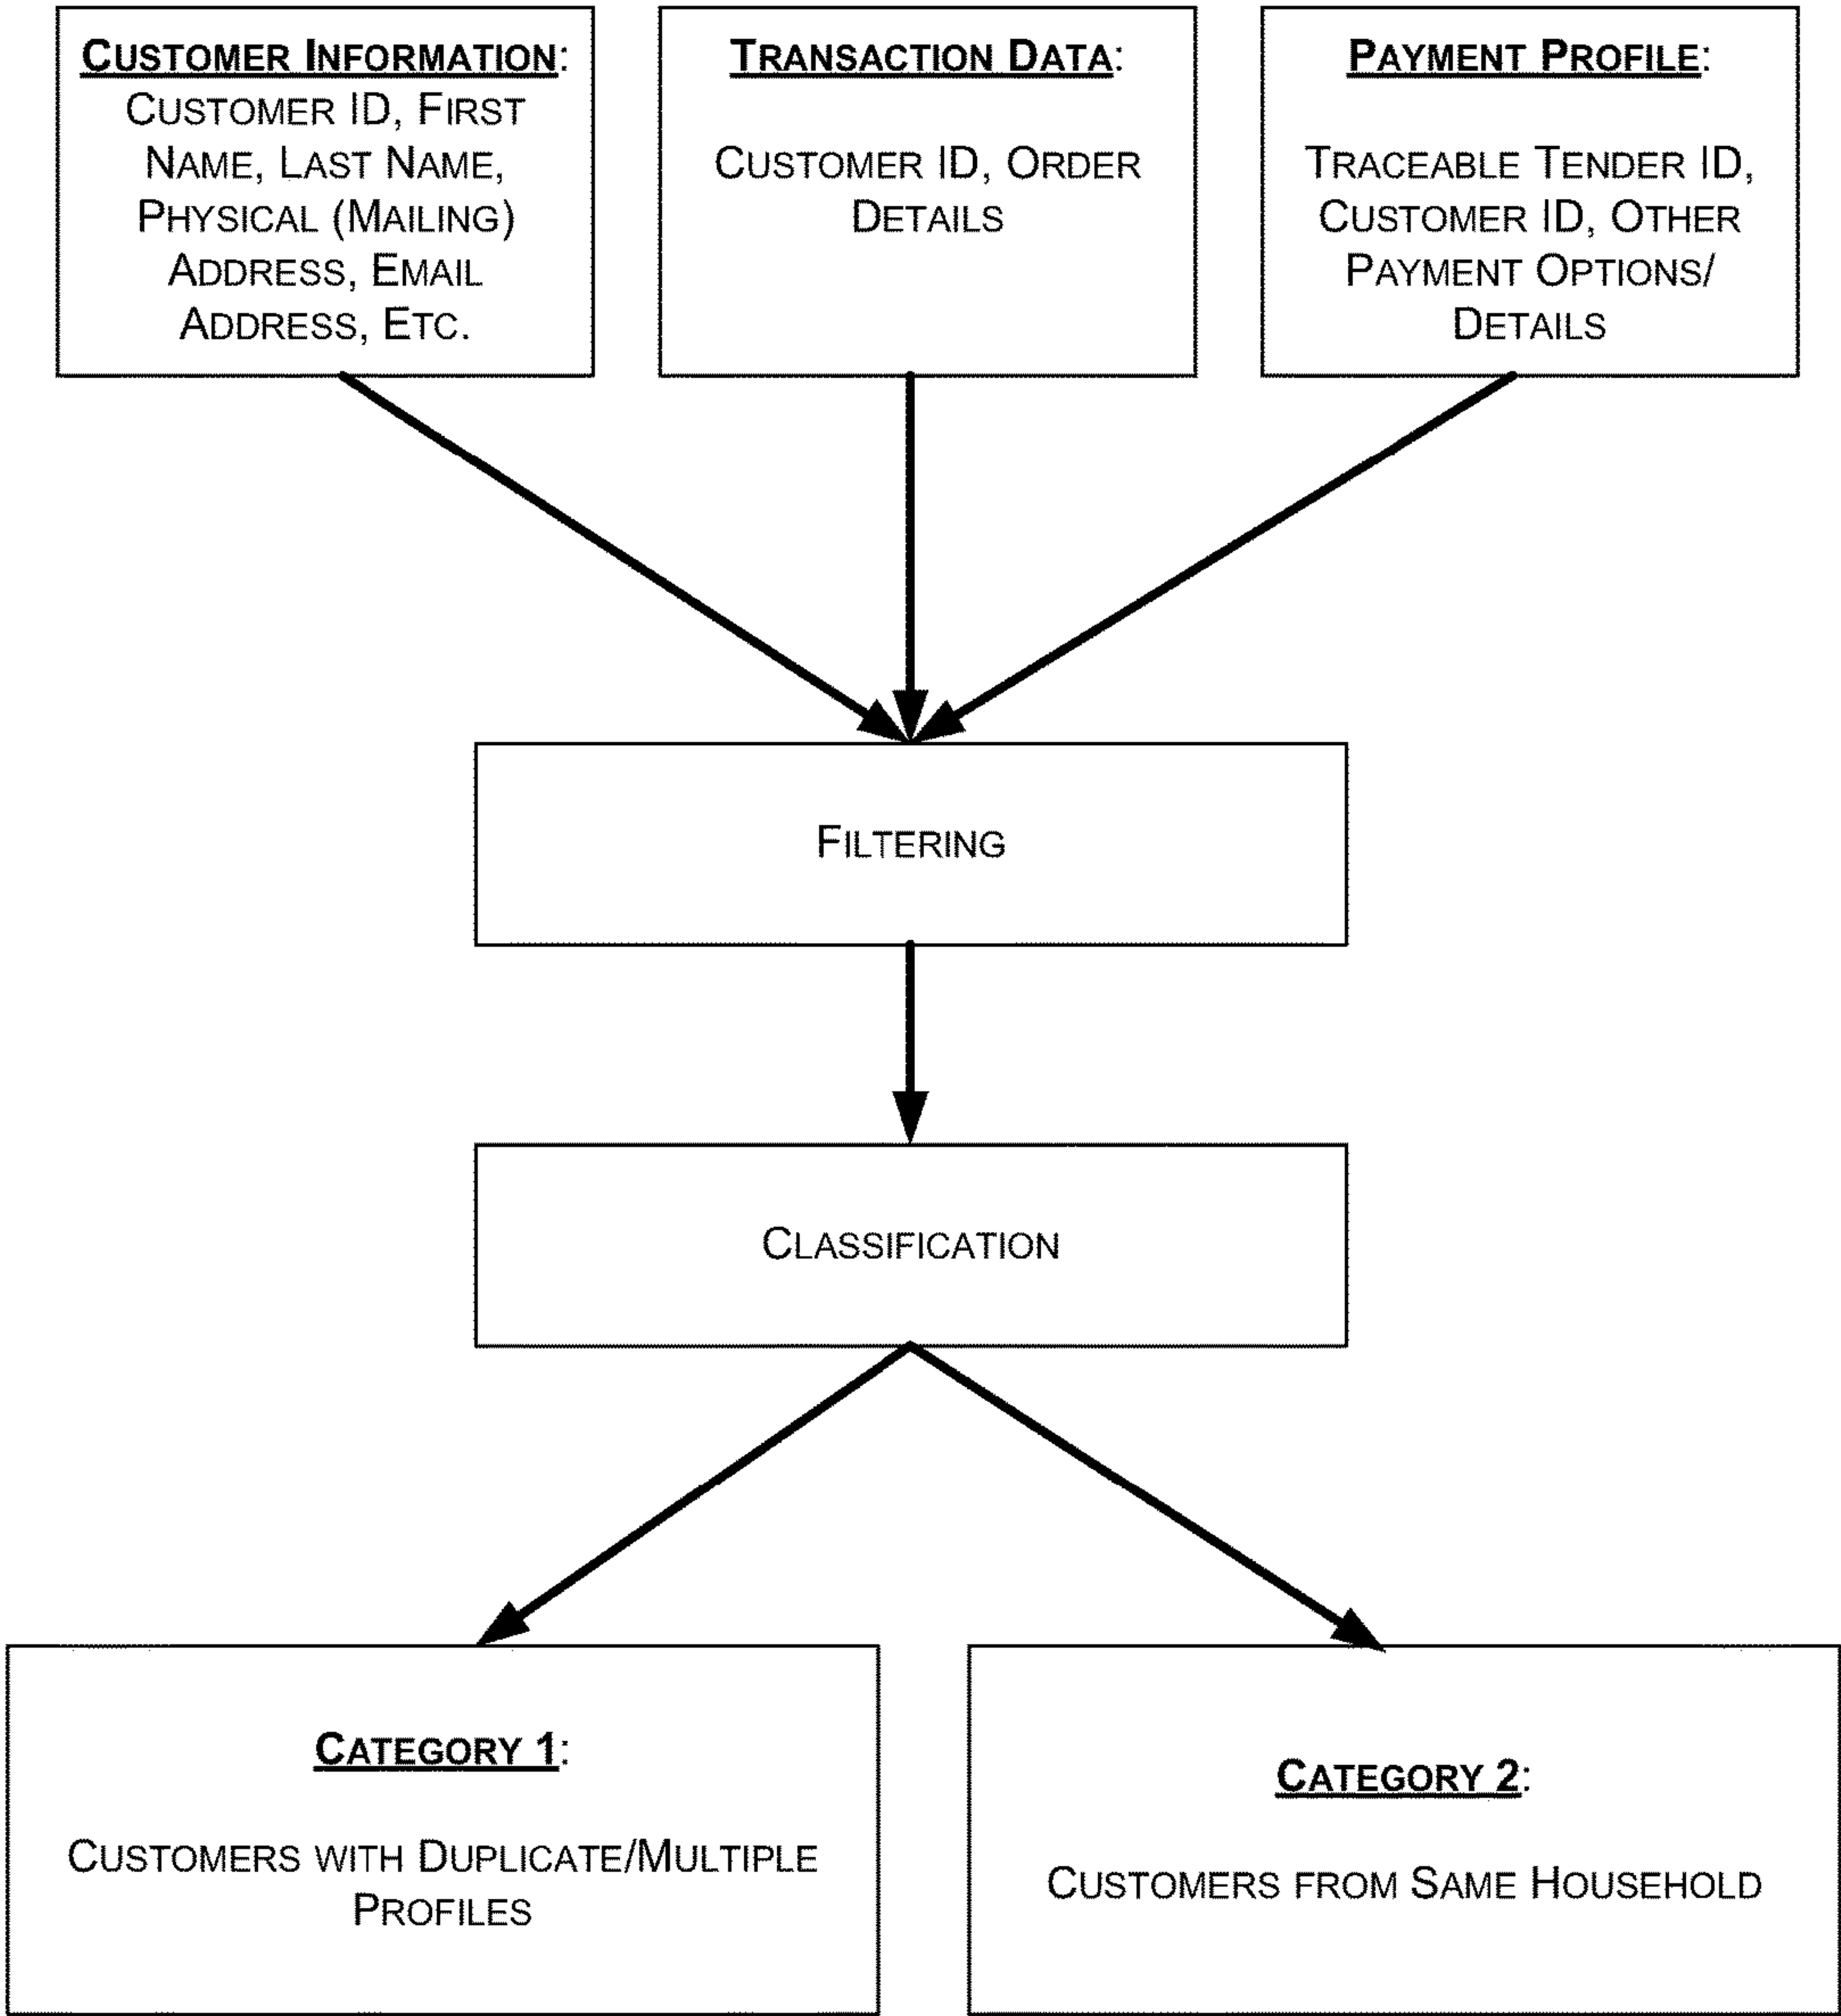 CUSTOMER INFORMATION:
CUSTOMER ID, FIRST
NAME, LAST NAME,
PHYSICAL (MAILING)
ADDRESS, EMAIL
ADDRESS, ETC.
TRANSACTION DATA:
CUSTOMER ID, ORDER
DETAILS
PAYMENT PROFILE:
TRACEABLE TENDER ID,
CUSTOMER ID, OTHER
PAYMENT OPTIONS/
DETAILS
FILTERING
CLASSIFICATION
CATEGORY 1:
CUSTOMERS WITH DUPLICATE/MULTIPLE
PROFILES
CATEGORY 2:
CUSTOMERS FROM SAME HOUSEHOLD